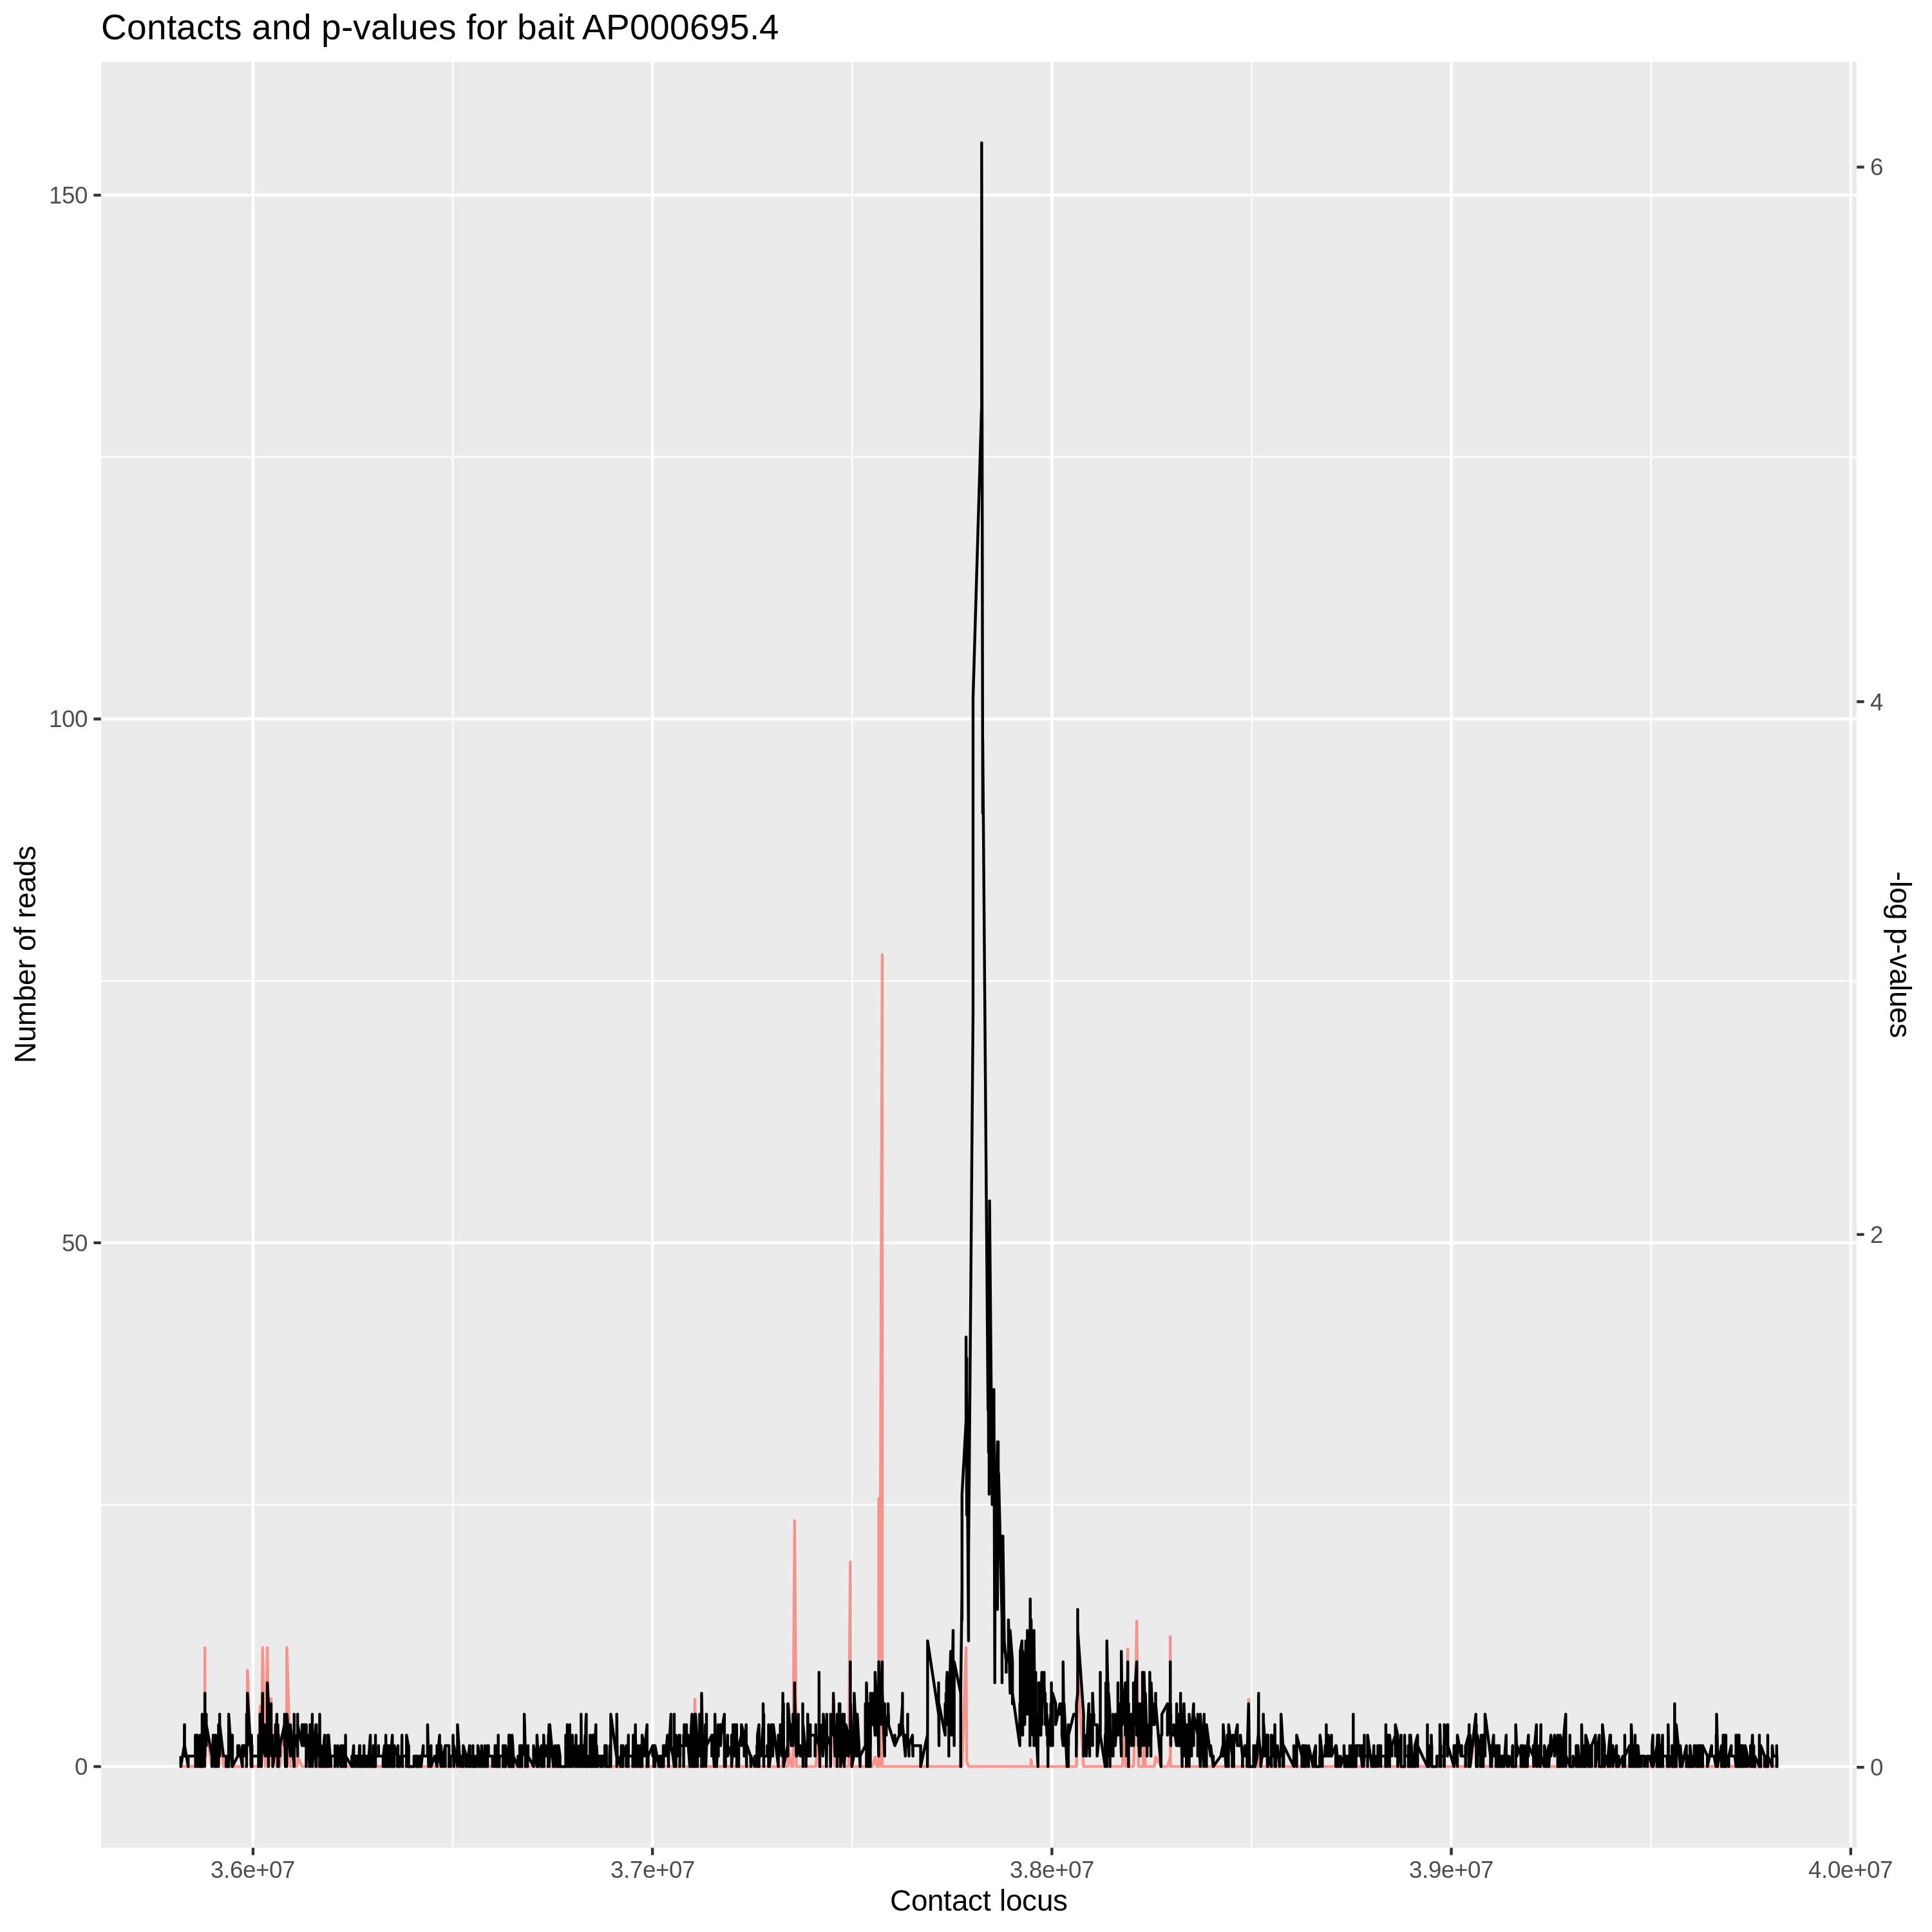 Contacts and p-values for bait AP000695.4
150
100
50
0
Number of reads
6
4
2
0
-log p-values
3.6e+07
3.7e+07
3.8e+07
3.9e+07
4.0e+07
Contact locus